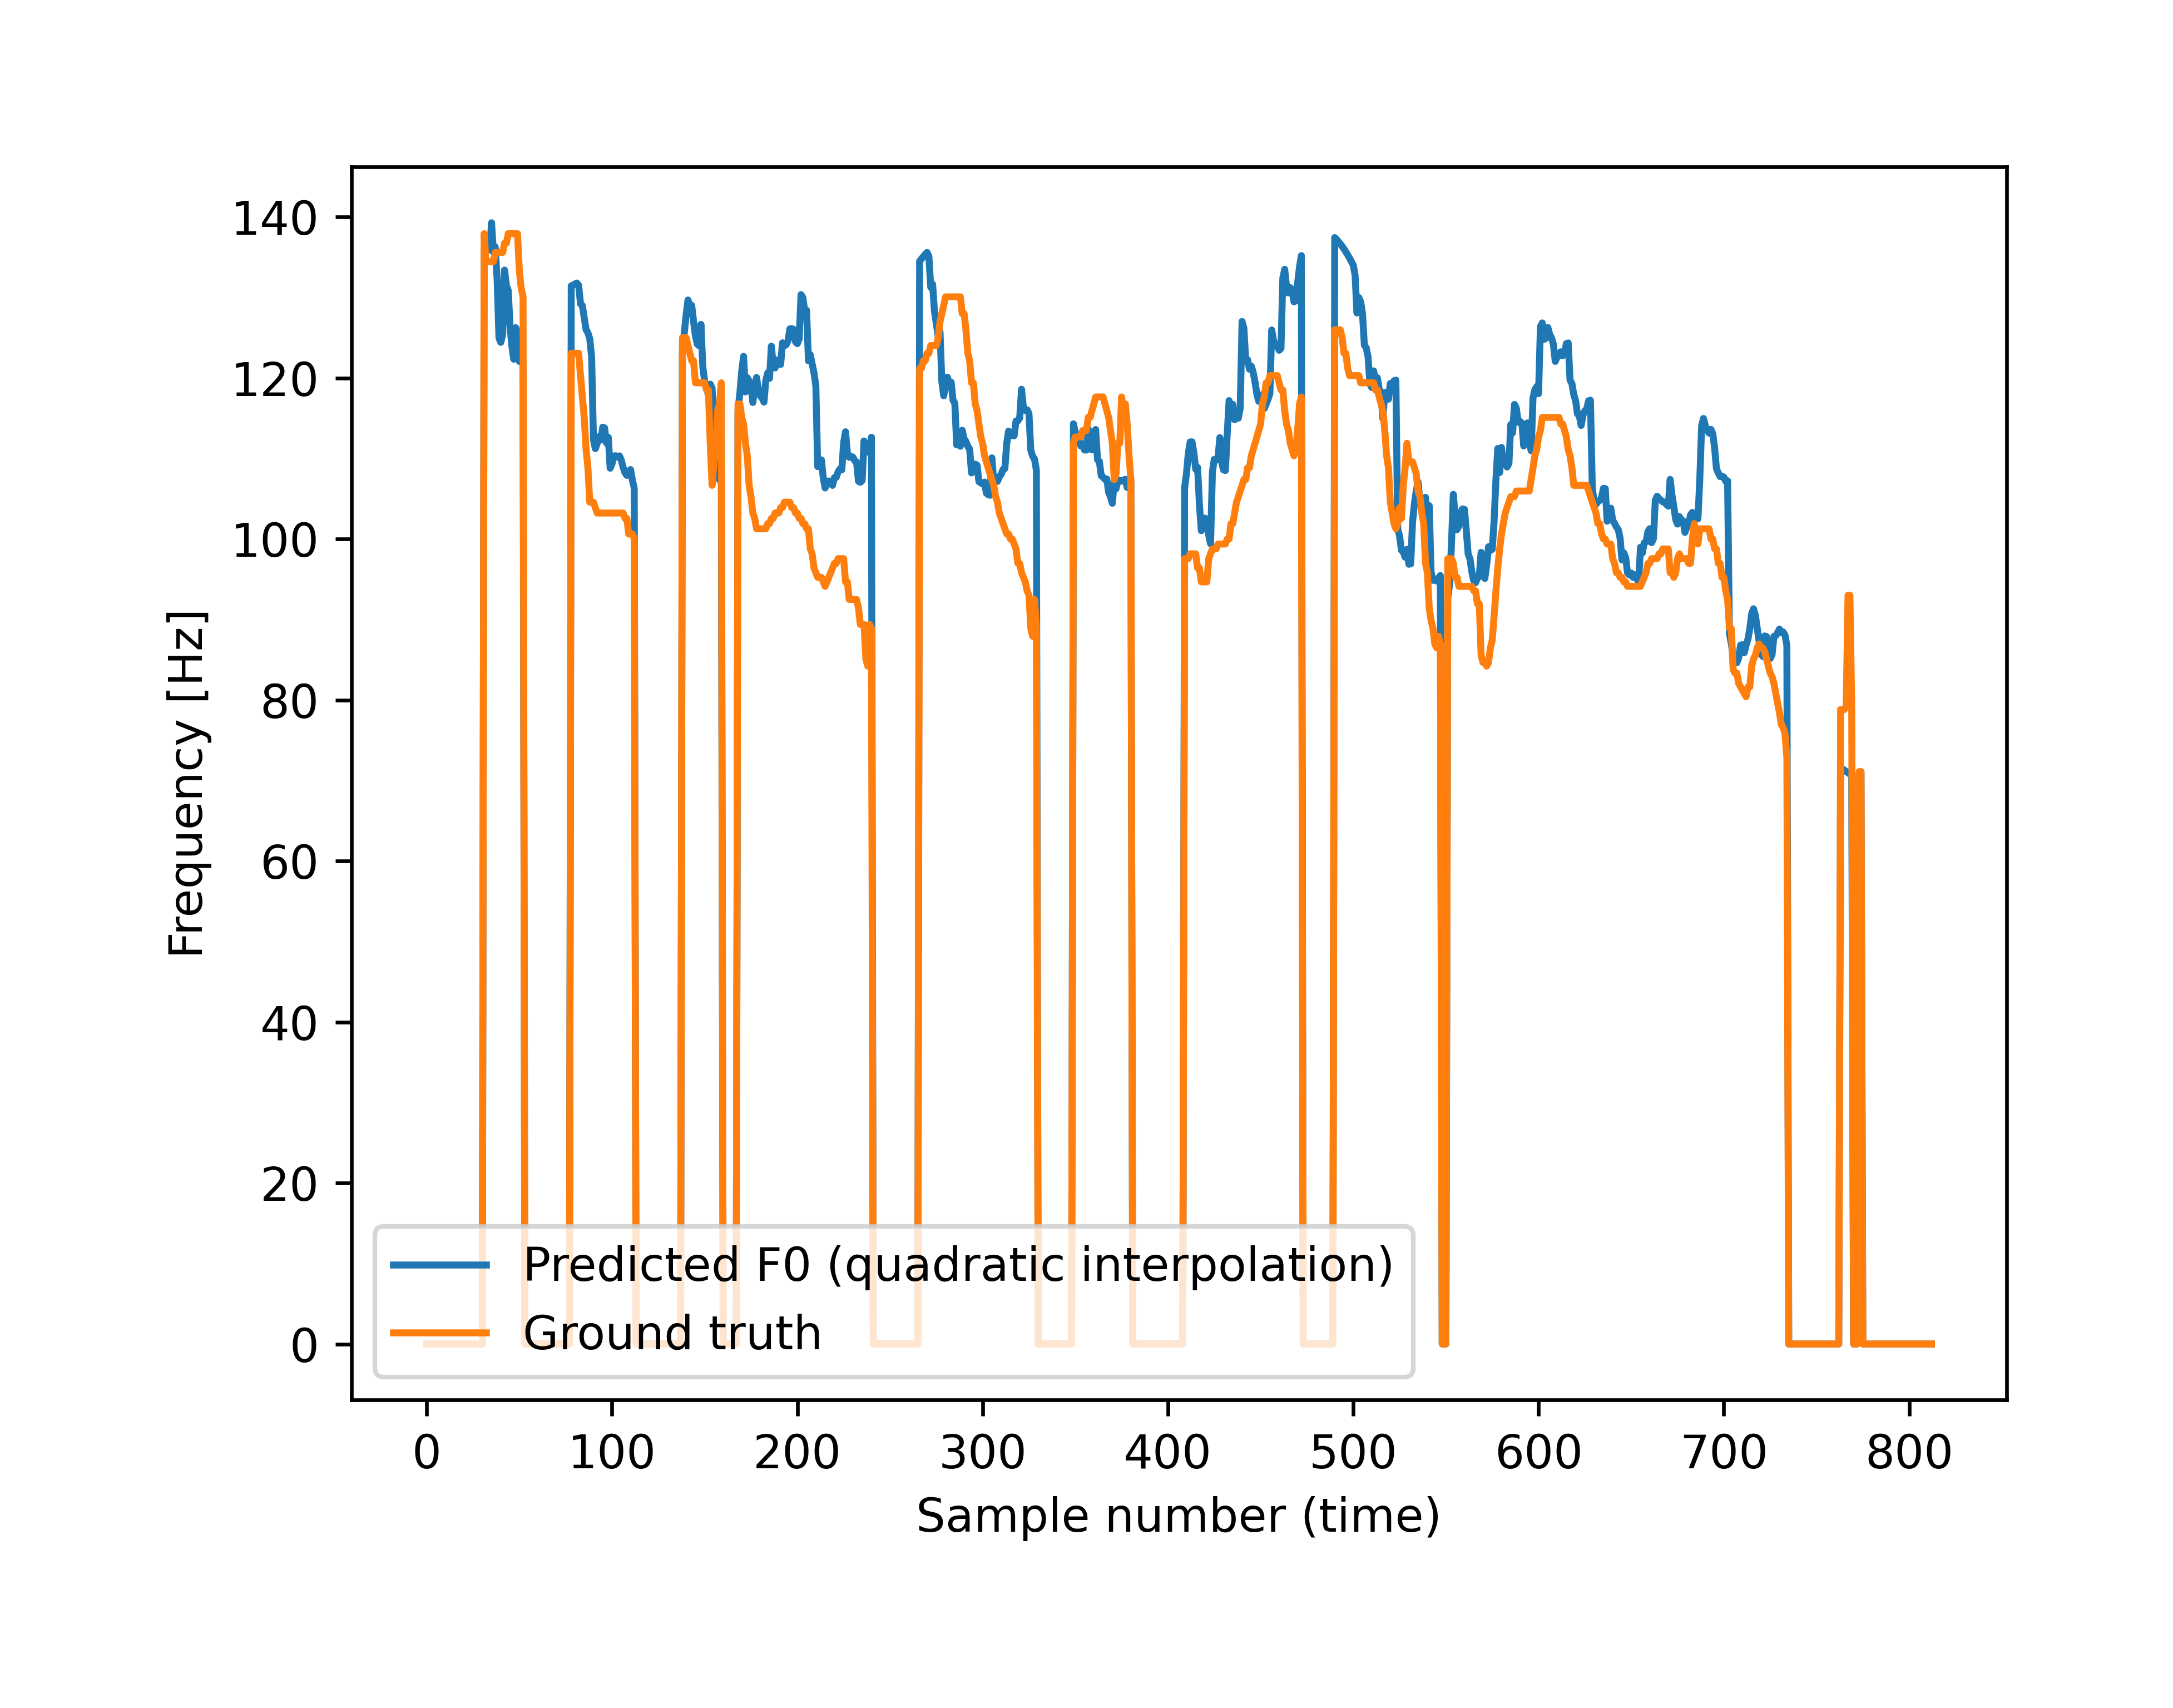 140
120
100
80
60
40
20
0
Frequency [Hz]
Predicted F0 (quadratic interpolation)
Ground truth
0 100 200 300 400 500 600 700 800
Sample number (time)